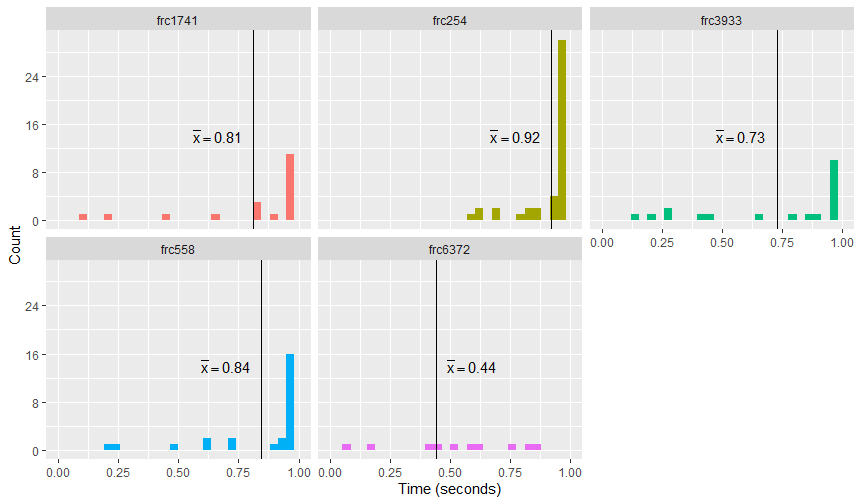 frc1741
frc254
frc3933
24
16
8
0
x̅ = 0.81
x̅ = 0.92
x̅ = 0.73
0.00 0.25 0.50 0.75 1.00
frc558
frc6372
24
16
8
0
x̅ = 0.84
x̅ = 0.44
0.00 0.25 0.50 0.75 1.00
0.00 0.25 0.50 0.75 1.00
Count
Time (seconds)